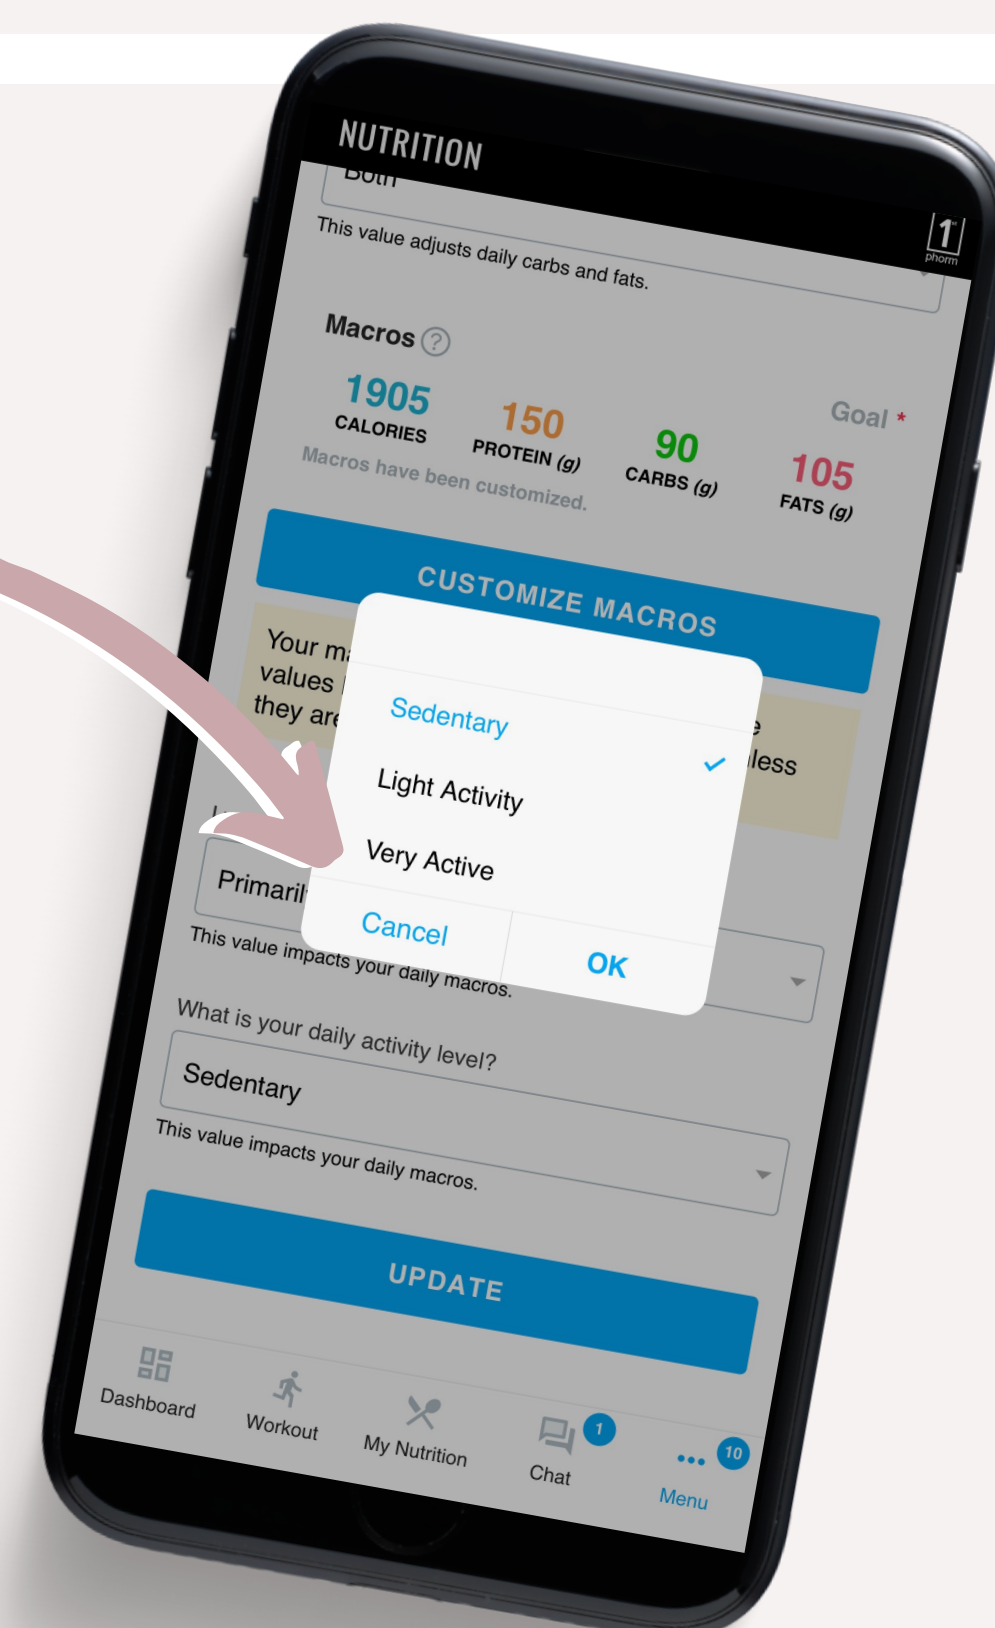 NUTRITION
1st
phorm
Both
This value adjusts daily carbs and fats.
Macros ?
Goal *
1905
CALORIES
150
PROTEIN (g)
90
CARBS (g)
105
FATS (g)
Macros have been customized.
CUSTOMIZE MACROS
Your
values
they are
less
Sedentary
Light Activity
Very Active
Cancel
OK
This value impacts your daily macros.
What is your daily activity level?
Sedentary
This value impacts your daily macros.
UPDATE
Dashboard
Workout
My Nutrition
1
Chat
10
Menu